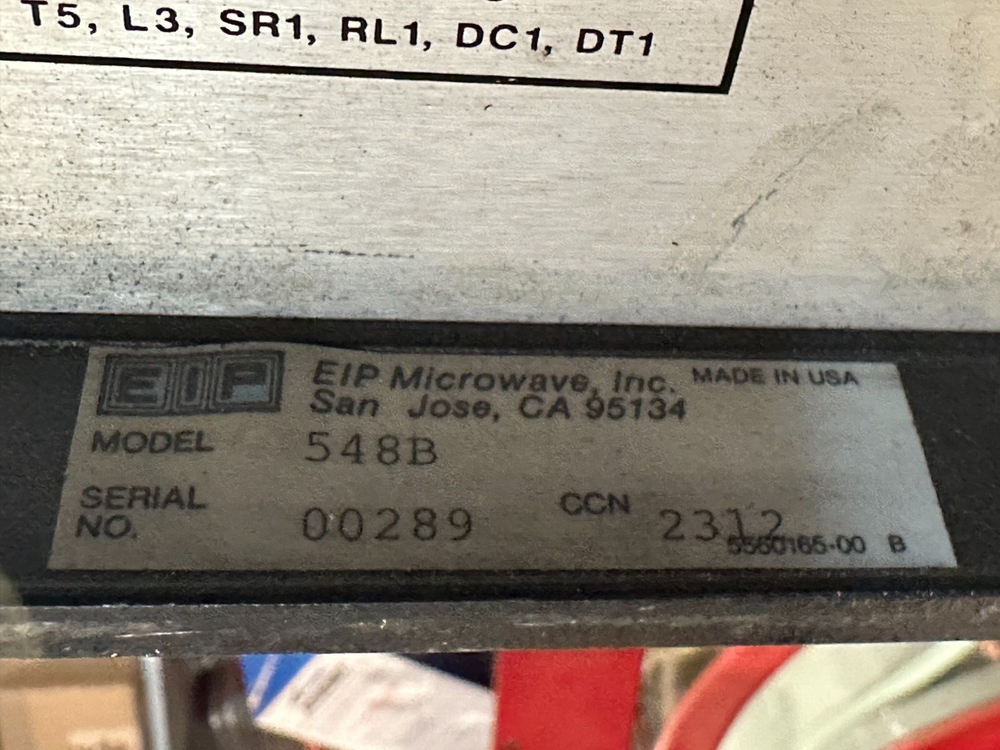 T5, L3, SR1, RL1, DC1, DT1
EIP
EIP Microwave, Inc. MADE IN USA
San Jose, CA 95134
MODEL 548B
SERIAL
NO. 00289 CCN 2312
5560165-00 B